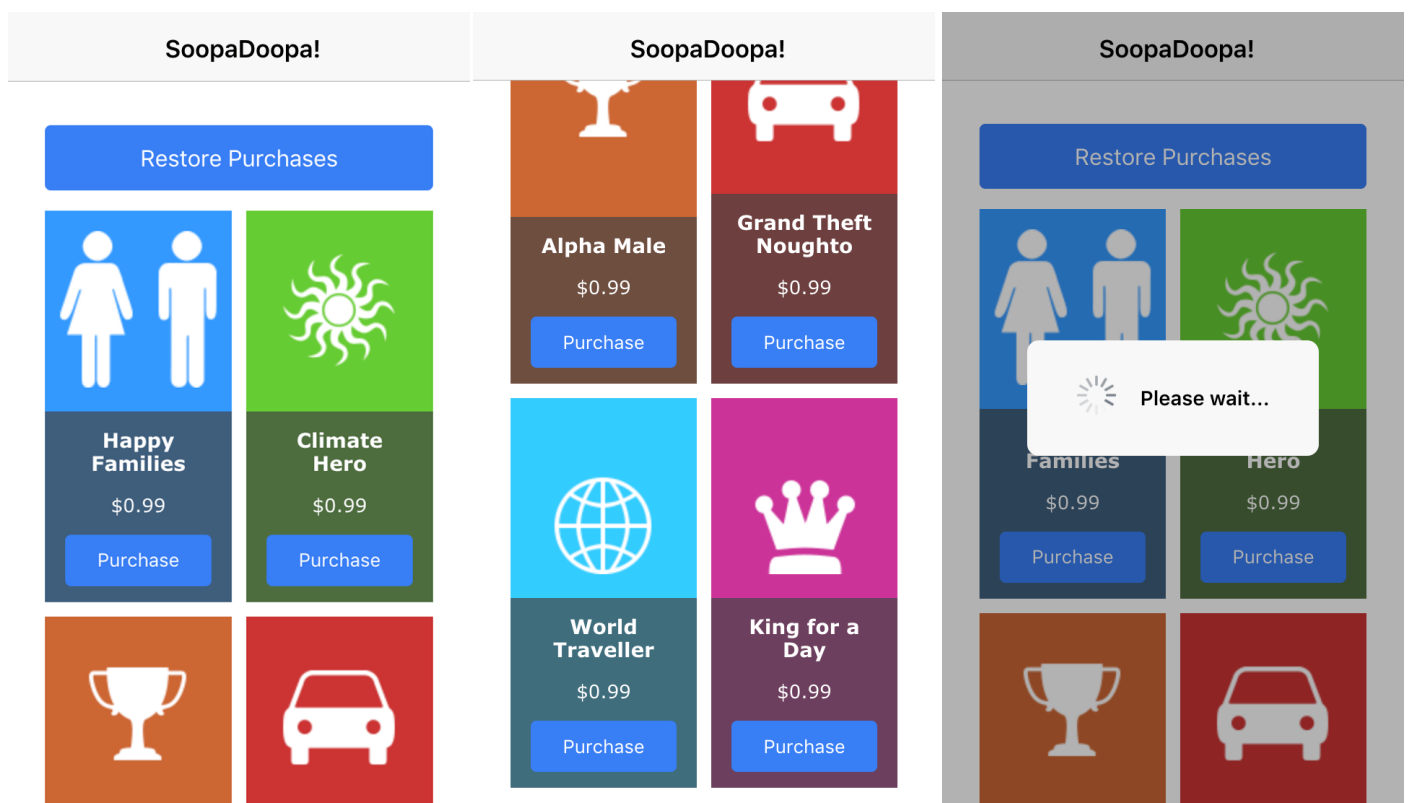 SoopaDoopa!
Restore Purchases
Happy
Families
$0.99
Purchase
Climate
Hero
$0.99
Purchase
SoopaDoopa!
Alpha Male
$0.99
Purchase
Grand Theft
Noughto
$0.99
Purchase
World
Traveller
$0.99
Purchase
King for a
Day
$0.99
Purchase
SoopaDoopa!
Restore Purchases
Please wait...
Families
$0.99
Purchase
Hero
$0.99
Purchase